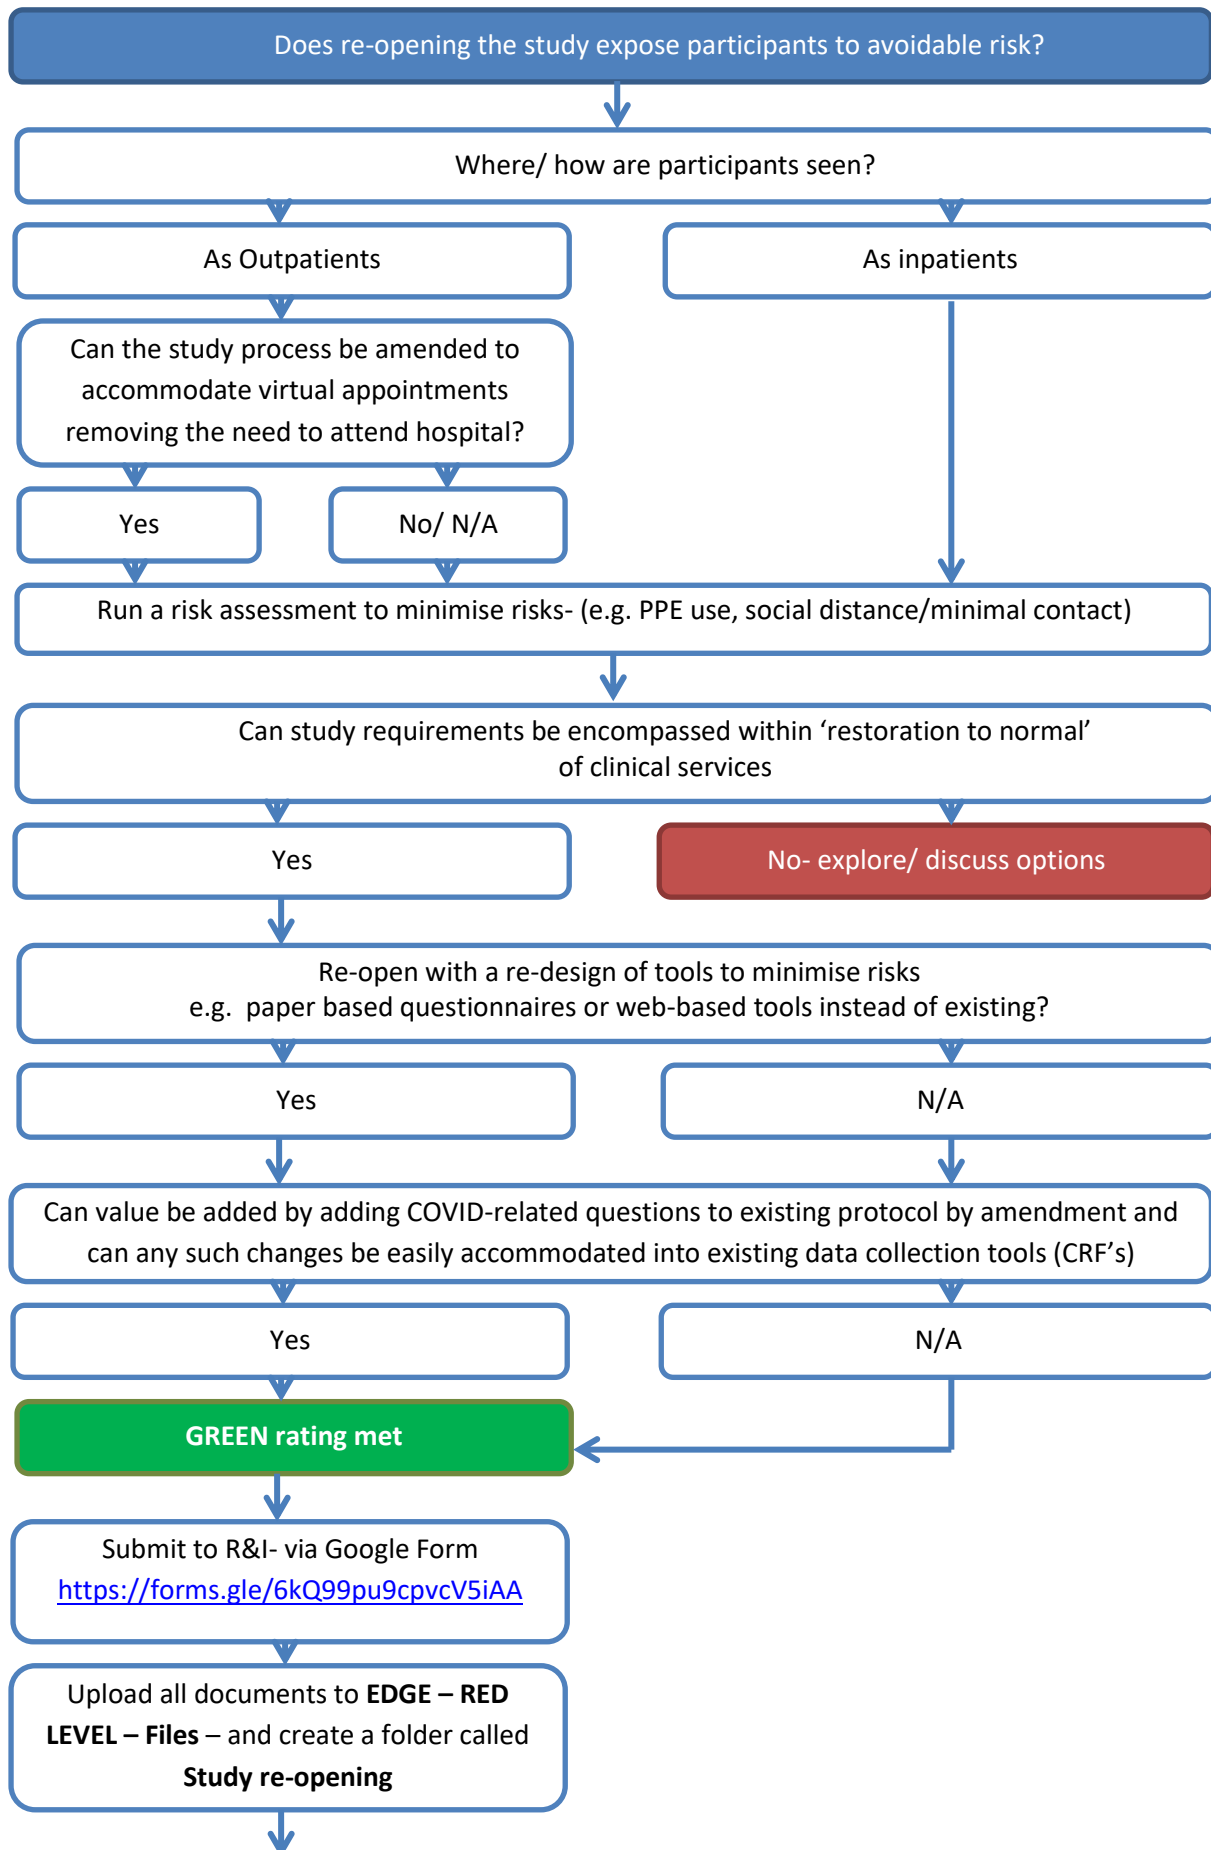 Does re-opening the study expose participants to avoidable risk?
Where/ how are participants seen?
As Outpatients
As inpatients
Can the study process be amended to
accommodate virtual appointments
removing the need to attend hospital?
Yes
No/ N/A
Run a risk assessment to minimise risks- (e.g. PPE use, social distance/minimal contact)
Can study requirements be encompassed within ‘restoration to normal’
of clinical services
Yes
No- explore/ discuss options
Re-open with a re-design of tools to minimise risks
e.g.  paper based questionnaires or web-based tools instead of existing?
Yes
N/A
Can value be added by adding COVID-related questions to existing protocol by amendment and
can any such changes be easily accommodated into existing data collection tools (CRF’s)
Yes
N/A
GREEN rating met
Submit to R&I- via Google Form
https://forms.gle/6kQ99pu9cpvcV5iAA
Upload all documents to EDGE – RED
LEVEL – Files – and create a folder called
Study re-opening